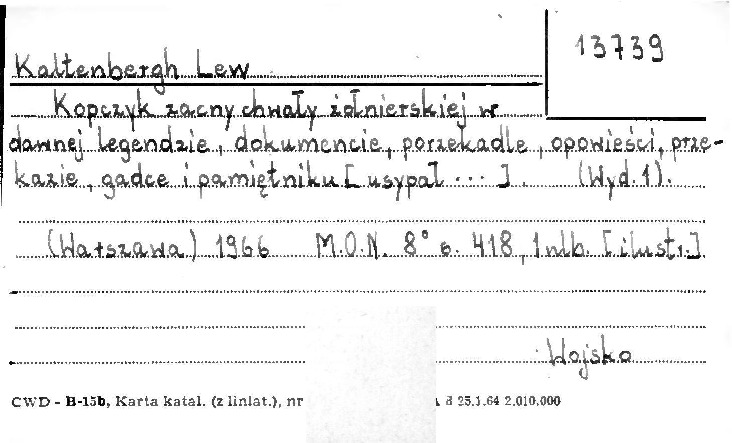 13739
Kaltenbergh Lew
Kopczyk zacny chwały żołnierskiej w
dawnej legendzie, dokumencie, porzekadle, opowieści, prze-
kazie, gadce i pamiętniku [usypał ...]. (Wyd. 1).
(Warszawa) 1966 M.O.N. 8° s. 418, 1 nlb. [ilustr.]
Wojsko
CWD - B-15b, Karta katal. (z liniat.), nr d 25.1.64 2.010.000